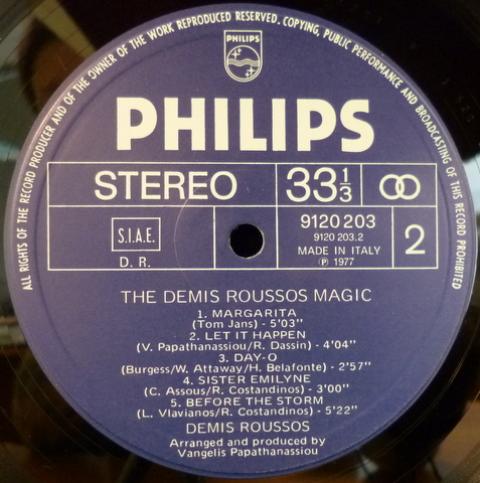 ALL RIGHTS OF THE RECORD PRODUCER AND OF THE OWNER OF THE WORK REPRODUCED RESERVED. COPYING, PUBLIC PERFORMANCE AND BROADCASTING OF THIS RECORD PROHIBITED
PHILIPS
PHILIPS
STEREO 33 1/3
S.I.A.E.
D. R.
9120 203
9120 203.2
MADE IN ITALY
Ⓟ 1977
2
THE DEMIS ROUSSOS MAGIC
1. MARGARITA
(Tom Jans) - 5'03"
2. LET IT HAPPEN
(V. Papathanassiou/R. Dassin) - 4'04"
3. DAY-O
(Burgess/W. Attaway/H. Belafonte) - 2'57"
4. SISTER EMILYNE
(C. Assous/R. Costandinos) - 3'00"
5. BEFORE THE STORM
(L. Vlavianos/R. Costandinos) - 5'22"
DEMIS ROUSSOS
Arranged and produced by
Vangelis Papathanassiou